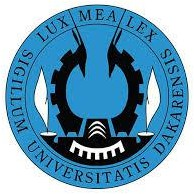 LUX MEA LEX
SIGILLUM UNIVERSITATIS DAKARENSIS